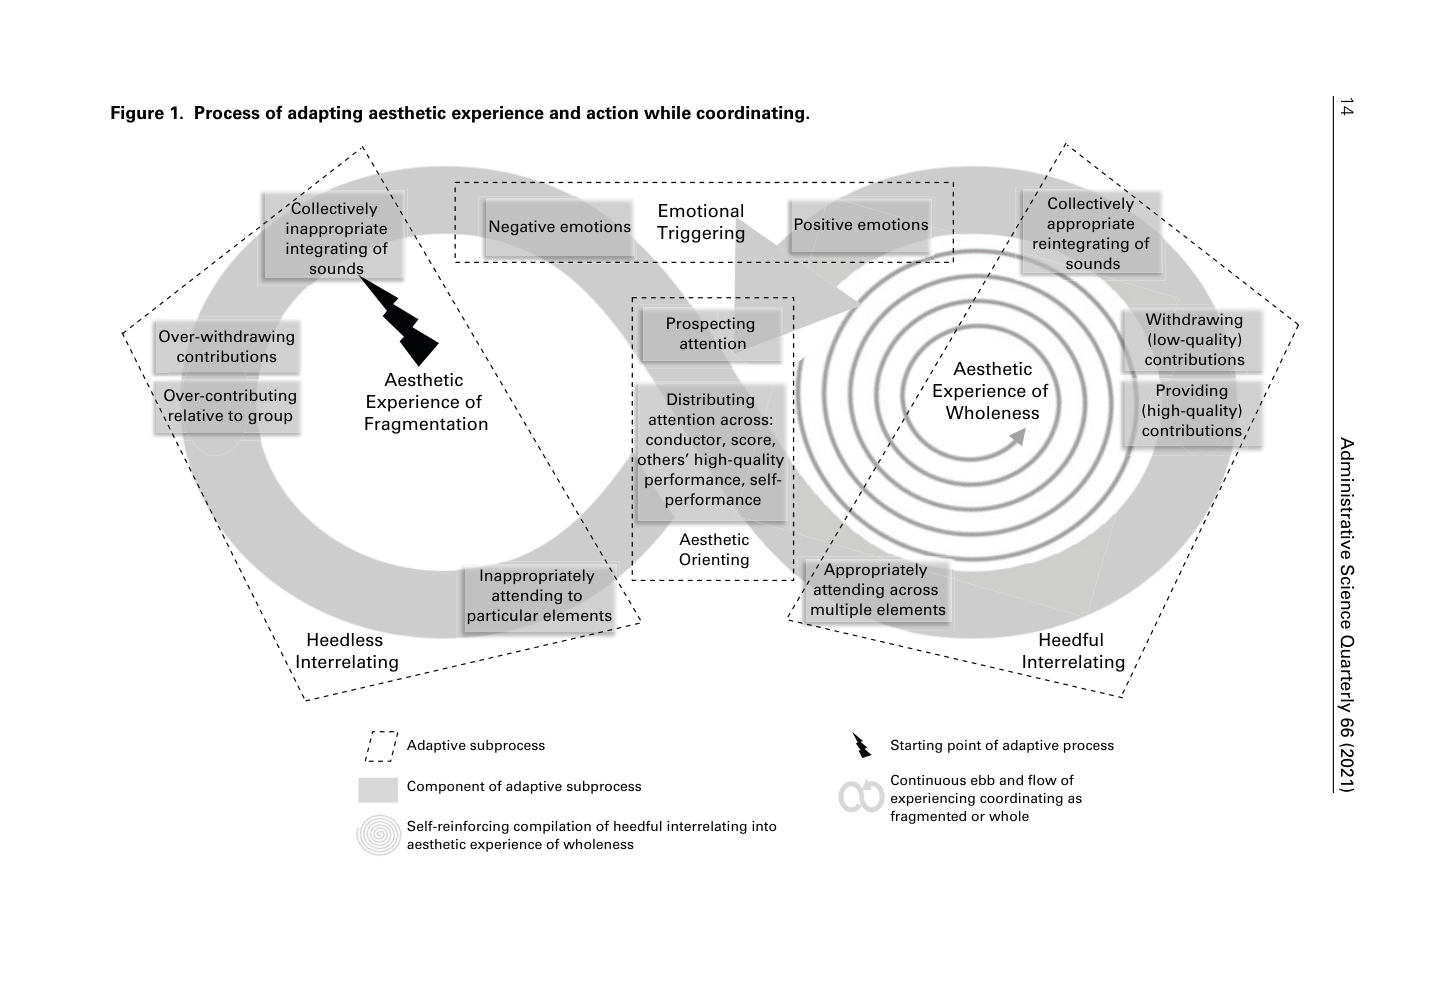 Figure 1. Process of adapting aesthetic experience and action while coordinating.
Collectively
inappropriate
integrating of
sounds
Over-withdrawing
contributions
Over-contributing
relative to group
Aesthetic
Experience of
Fragmentation
Inappropriately
attending to
particular elements
Heedless
Interrelating
Negative emotions
Emotional
Triggering
Positive emotions
Prospecting
attention
Distributing
attention across:
conductor, score,
others' high-quality
performance, self-
performance
Aesthetic
Orienting
Collectively
appropriate
reintegrating of
sounds
Withdrawing
(low-quality)
contributions
Providing
(high-quality)
contributions
Aesthetic
Experience of
Wholeness
Appropriately
attending across
multiple elements
Heedful
Interrelating
Adaptive subprocess
Component of adaptive subprocess
Self-reinforcing compilation of heedful interrelating into
aesthetic experience of wholeness
Starting point of adaptive process
Continuous ebb and flow of
experiencing coordinating as
fragmented or whole
14
Administrative Science Quarterly 66 (2021)